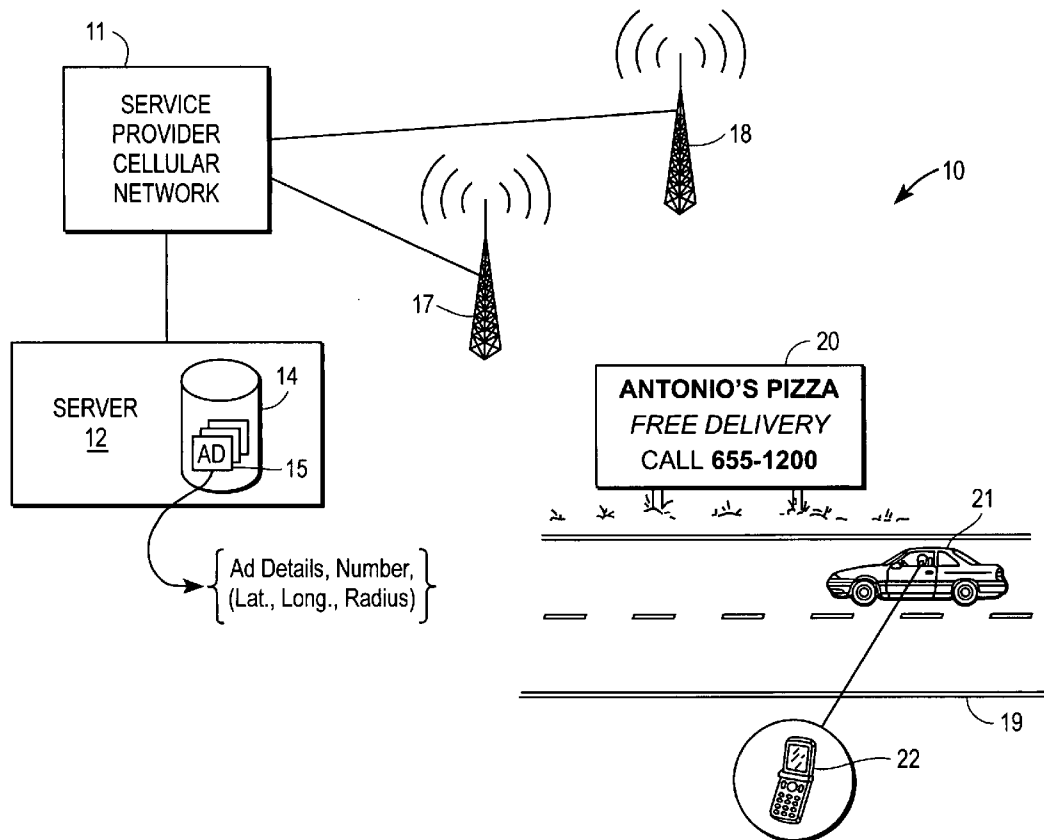 11
SERVICE
PROVIDER
CELLULAR
NETWORK
18
10
17
20
ANTONIO'S PIZZA
FREE DELIVERY
CALL 655-1200
SERVER
12
14
AD
15
21
Ad Details, Number,
(Lat., Long., Radius)
19
22